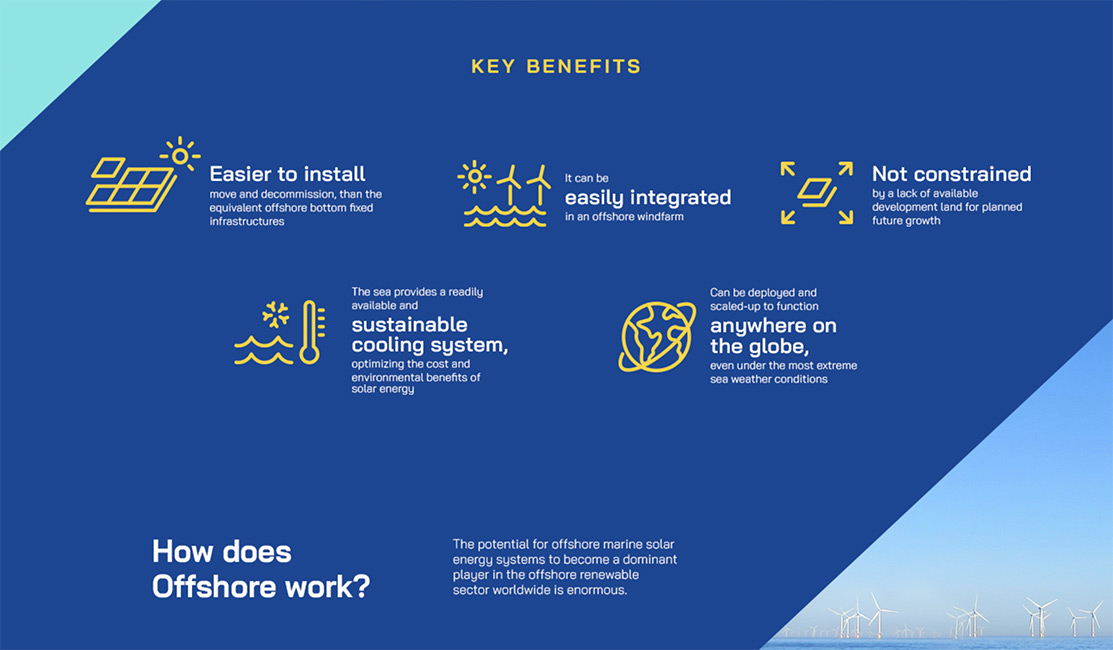 KEY BENEFITS
Easier to install
move and decommission, than the
equivalent offshore bottom fixed
infrastructures
It can be
easily integrated
in an offshore windfarm
Not constrained
by a lack of available
development land for planned
future growth
The sea provides a readily
available and
sustainable
cooling system,
optimizing the cost and
environmental benefits of
solar energy
Can be deployed and
scaled-up to function
anywhere on
the globe,
even under the most extreme
sea weather conditions
How does
Offshore work?
The potential for offshore marine solar
energy systems to become a dominant
player in the offshore renewable
sector worldwide is enormous.